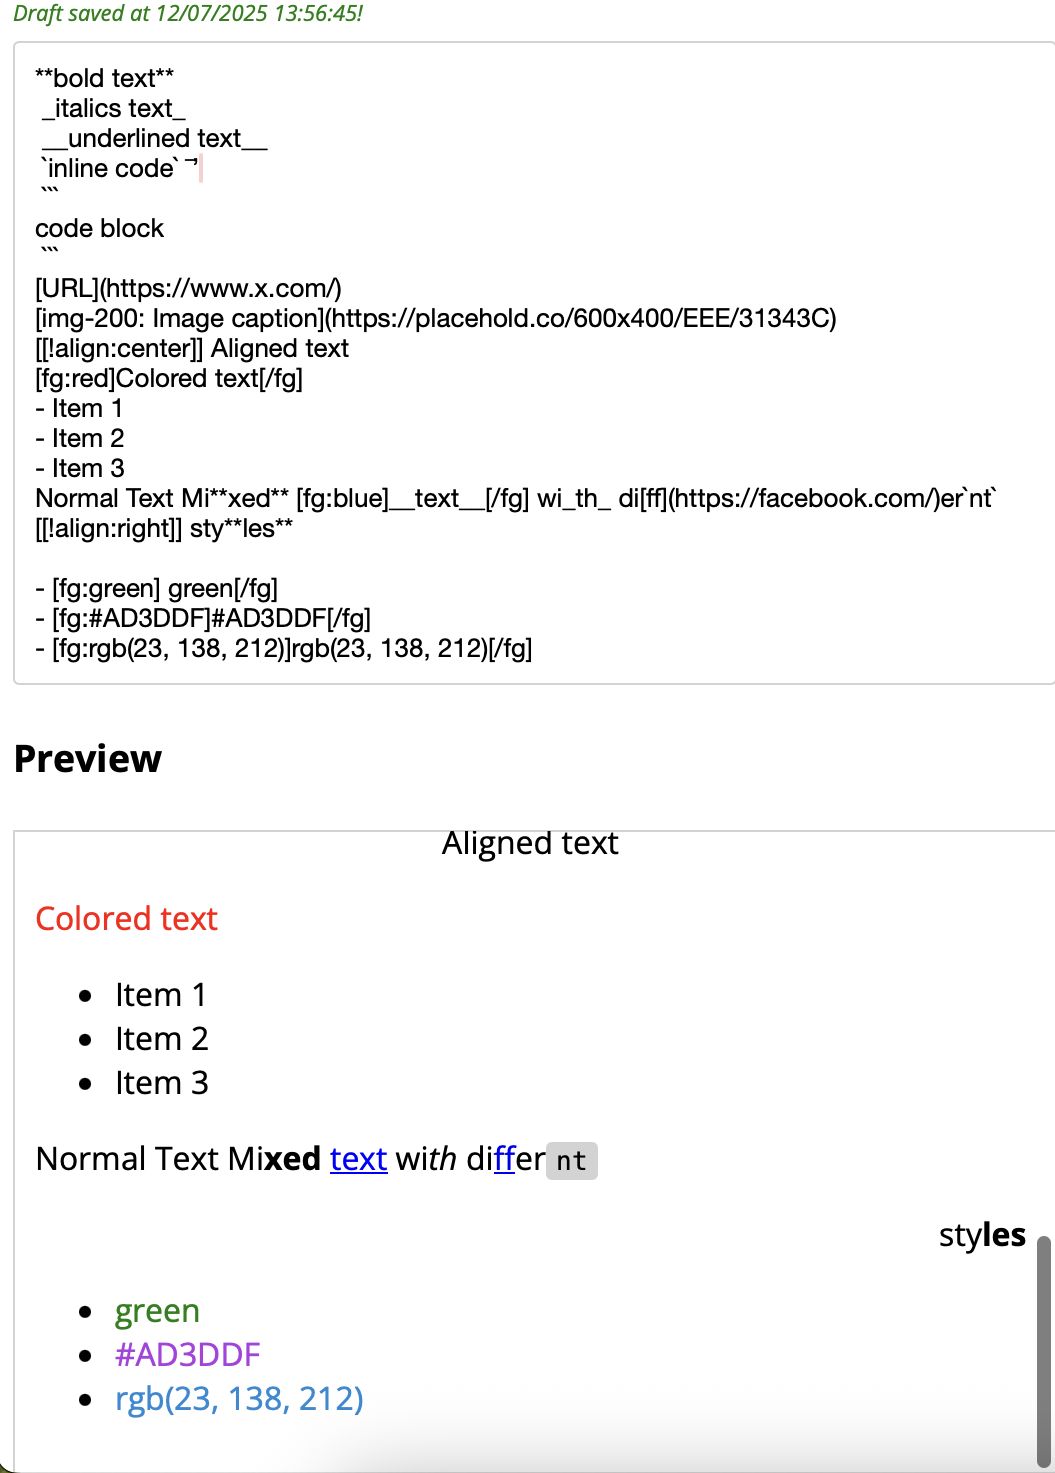 Draft saved at 12/07/2025 13:56:45!
**bold text**
_italics text_
__underlined text__
`inline code`
```
code block
```
[URL](https://www.x.com/)
[img-200: Image caption](https://placehold.co/600x400/EEE/31343C)
[[!align:center]] Aligned text
[fg:red]Colored text[/fg]
- Item 1
- Item 2
- Item 3
Normal Text Mi**xed** [fg:blue]__text__[/fg] wi_th_ di[ff](https://facebook.com/)er`nt`
[[!align:right]] sty**les**
- [fg:green] green[/fg]
- [fg:#AD3DDF]#AD3DDF[/fg]
- [fg:rgb(23, 138, 212)]rgb(23, 138, 212)[/fg]
Preview
Aligned text
Colored text
• Item 1
• Item 2
• Item 3
Normal Text Mixed text with differ nt
styles
• green
• #AD3DDF
• rgb(23, 138, 212)